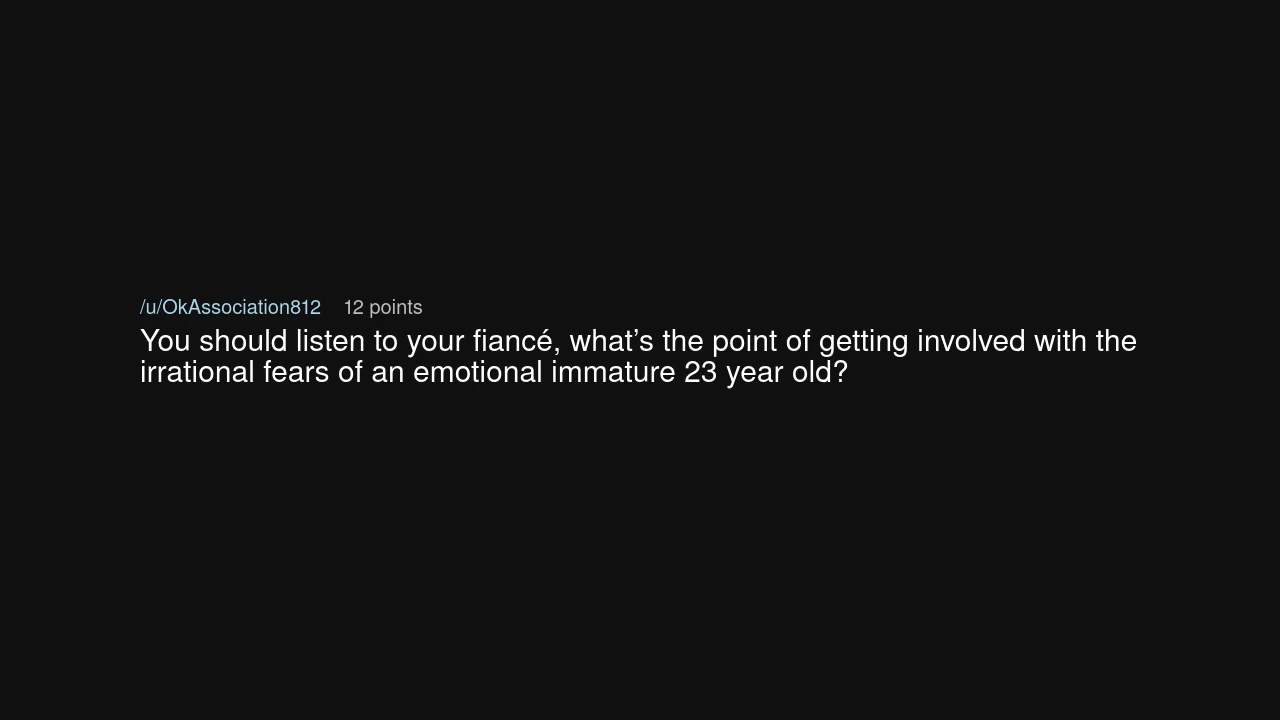 /u/OkAssociation812 12 points
You should listen to your fiancé, what’s the point of getting involved with the
irrational fears of an emotional immature 23 year old?